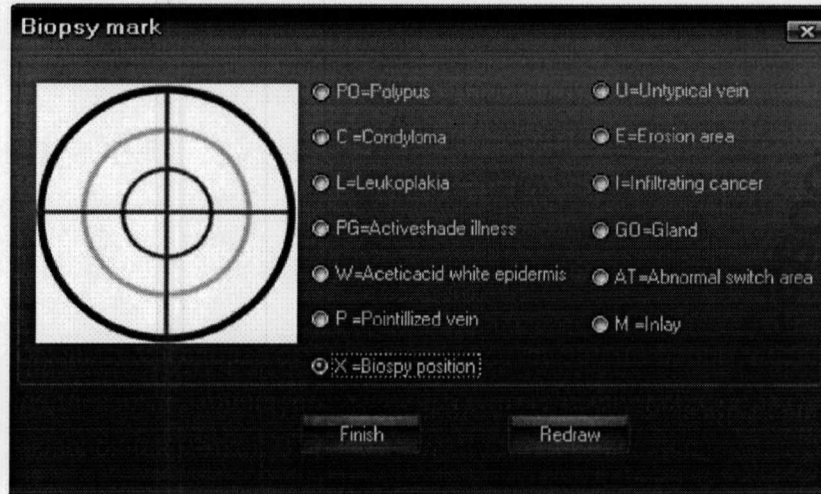 Biopsy mark
PO=Polypus
C =Condyloma
L=Leukoplakia
PG=Activeshade illness
W=Aceticacid white epidermis
P =Pointillized vein
X =Biospy position
U=Untypical vein
E=Erosion area
I=Infiltrating cancer
GO=Gland
AT=Abnormal switch area
M =Inlay
Finish
Redraw